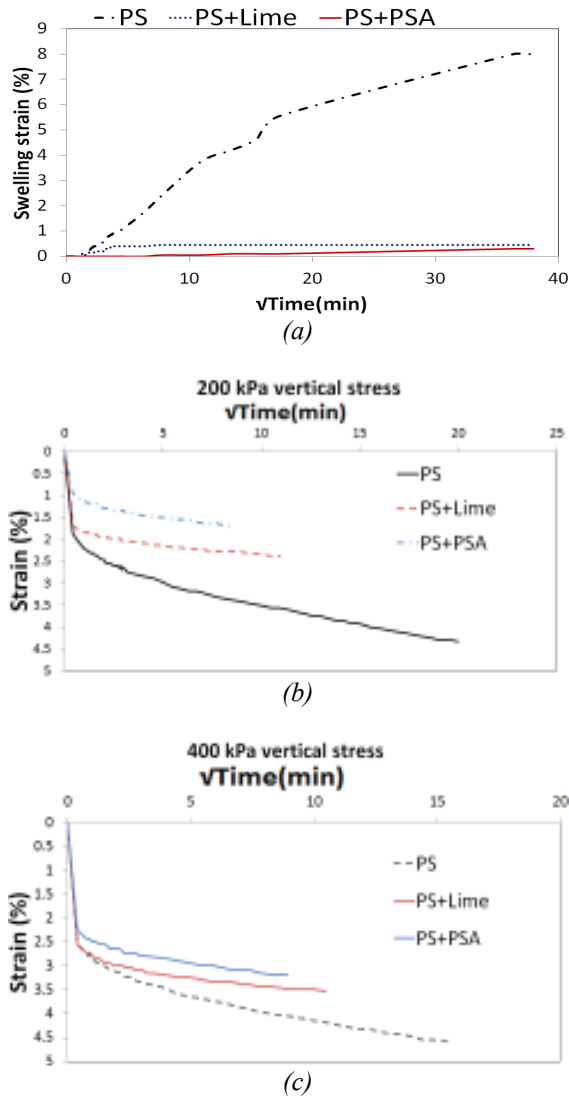 PS PS+Lime PS+PSA
Swelling strain (%)
9
8
7
6
5
4
3
2
1
0
0 10 20 30 40
√Time(min)
(a)
200 kPa vertical stress
√Time(min)
0 5 10 15 20 25
Strain (%)
0
0.5
1
1.5
2
2.5
3
3.5
4
4.5
5
PS
PS+Lime
PS+PSA
(b)
400 kPa vertical stress
√Time(min)
0 5 10 15 20
Strain (%)
0
0.5
1
1.5
2
2.5
3
3.5
4
4.5
5
PS
PS+Lime
PS+PSA
(c)